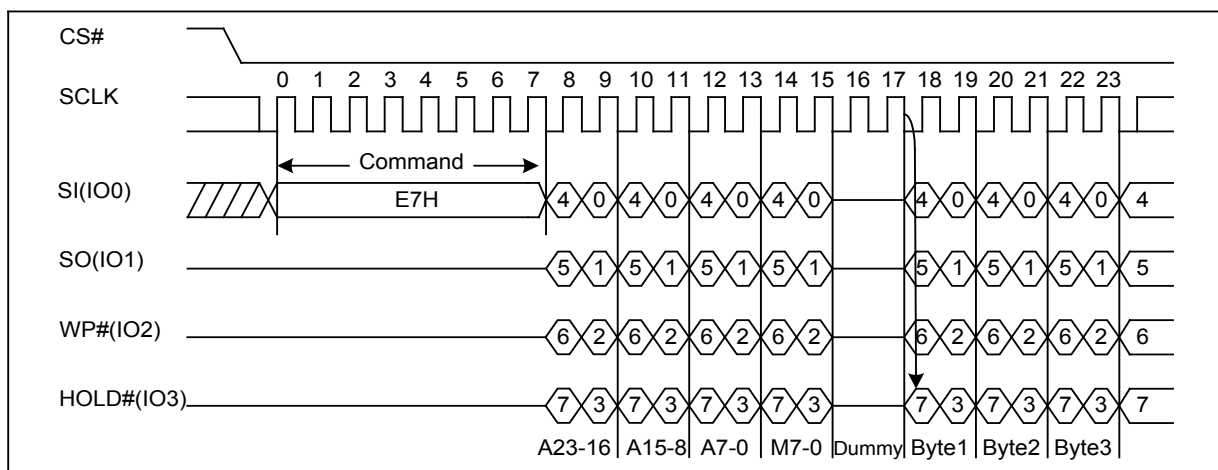 CS#
0 1 2 3 4 5 6 7 8 9 10 11 12 13 14 15 16 17 18 19 20 21 22 23
SCLK
Command
SI(IO0) E7H 4 0 4 0 4 0 4 0 4 0 4 0 4 0 4
SO(IO1) 5 1 5 1 5 1 5 1 5 1 5 1 5 1 5
WP#(IO2) 6 2 6 2 6 2 6 2 6 2 6 2 6 2 6
HOLD#(IO3) 7 3 7 3 7 3 7 3 7 3 7 3 7 3 7
A23-16 A15-8 A7-0 M7-0 Dummy Byte1 Byte2 Byte3